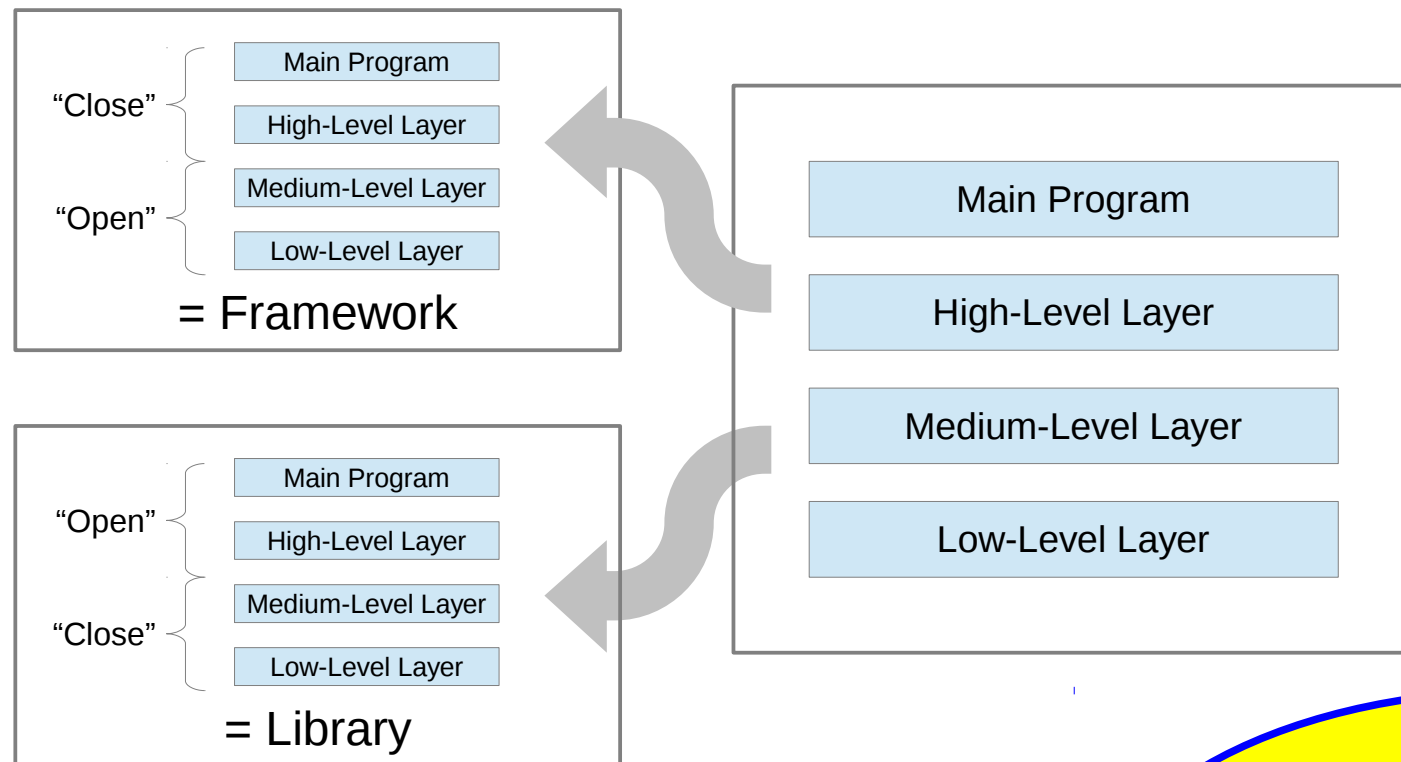 “Close”
Main Program
High-Level Layer
“Open”
Medium-Level Layer
Low-Level Layer
= Framework
“Open”
Main Program
High-Level Layer
“Close”
Medium-Level Layer
Low-Level Layer
= Library
Main Program
High-Level Layer
Medium-Level Layer
Low-Level Layer